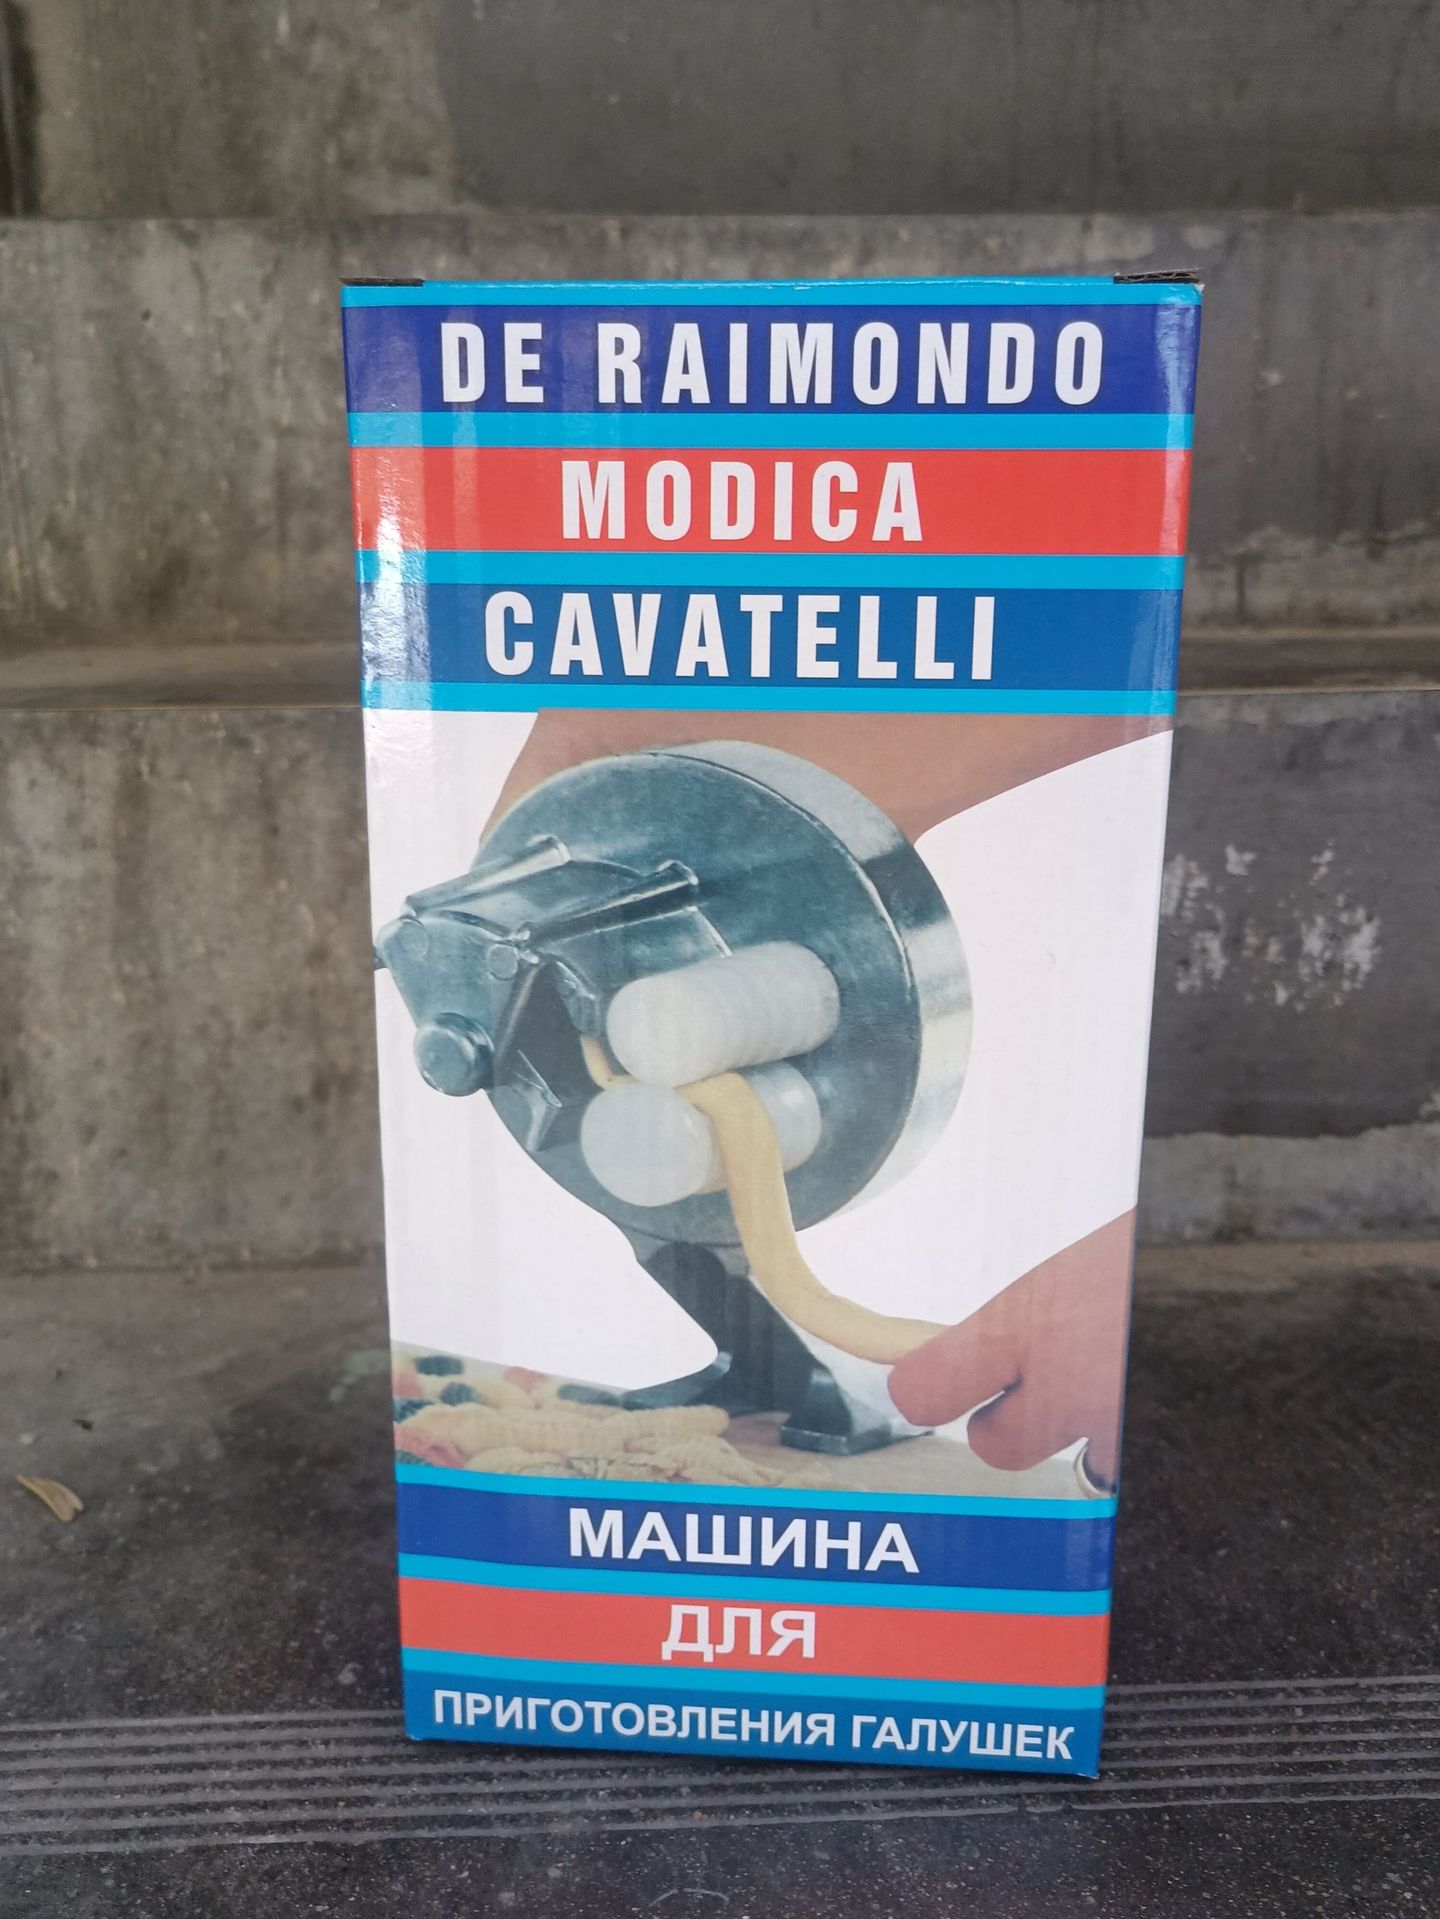 DE RAIMONDO
MODICA
CAVATELLI
МАШИНА
ДЛЯ
ПРИГОТОВЛЕНИЯ ГАЛУШЕК